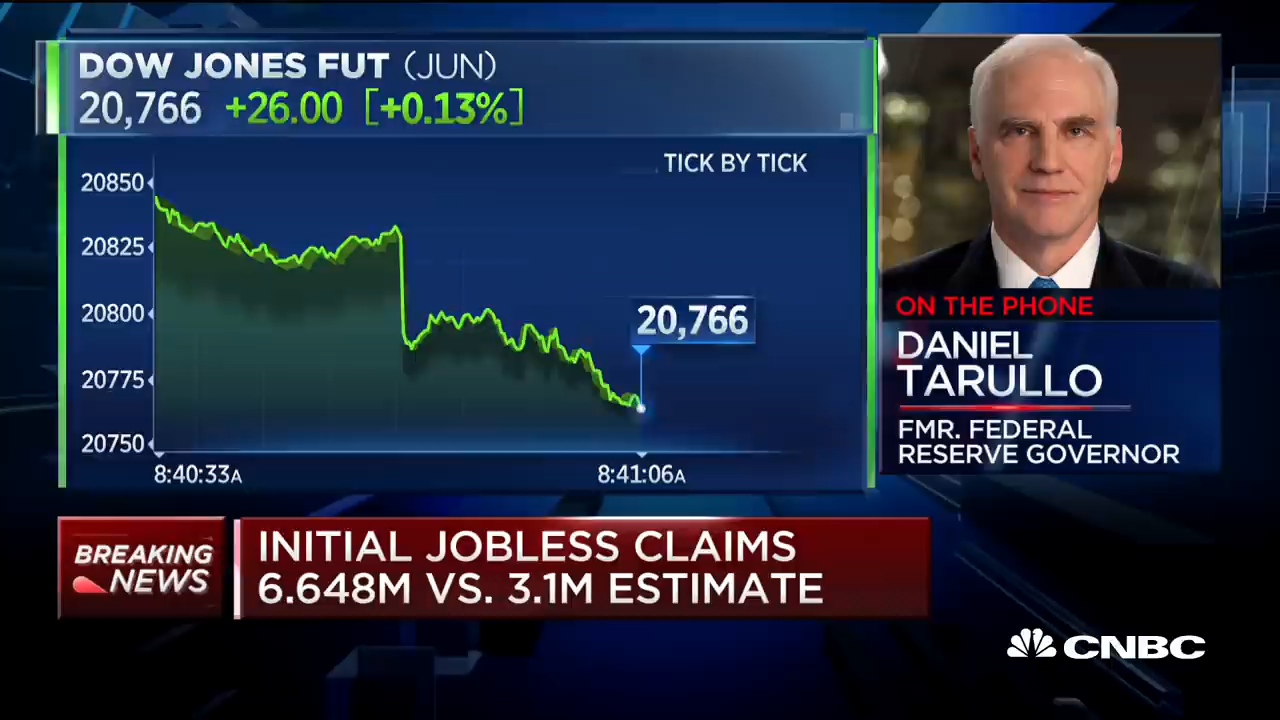 DOW JONES FUT (JUN)
20,766 +26.00 [+0.13%]
TICK BY TICK
20850
20825
20800
20775
20750
20,766
8:40:33A
8:41:06A
ON THE PHONE
DANIEL
TARULLO
FMR. FEDERAL
RESERVE GOVERNOR
BREAKING
NEWS
INITIAL JOBLESS CLAIMS
6.648M VS. 3.1M ESTIMATE
CNBC